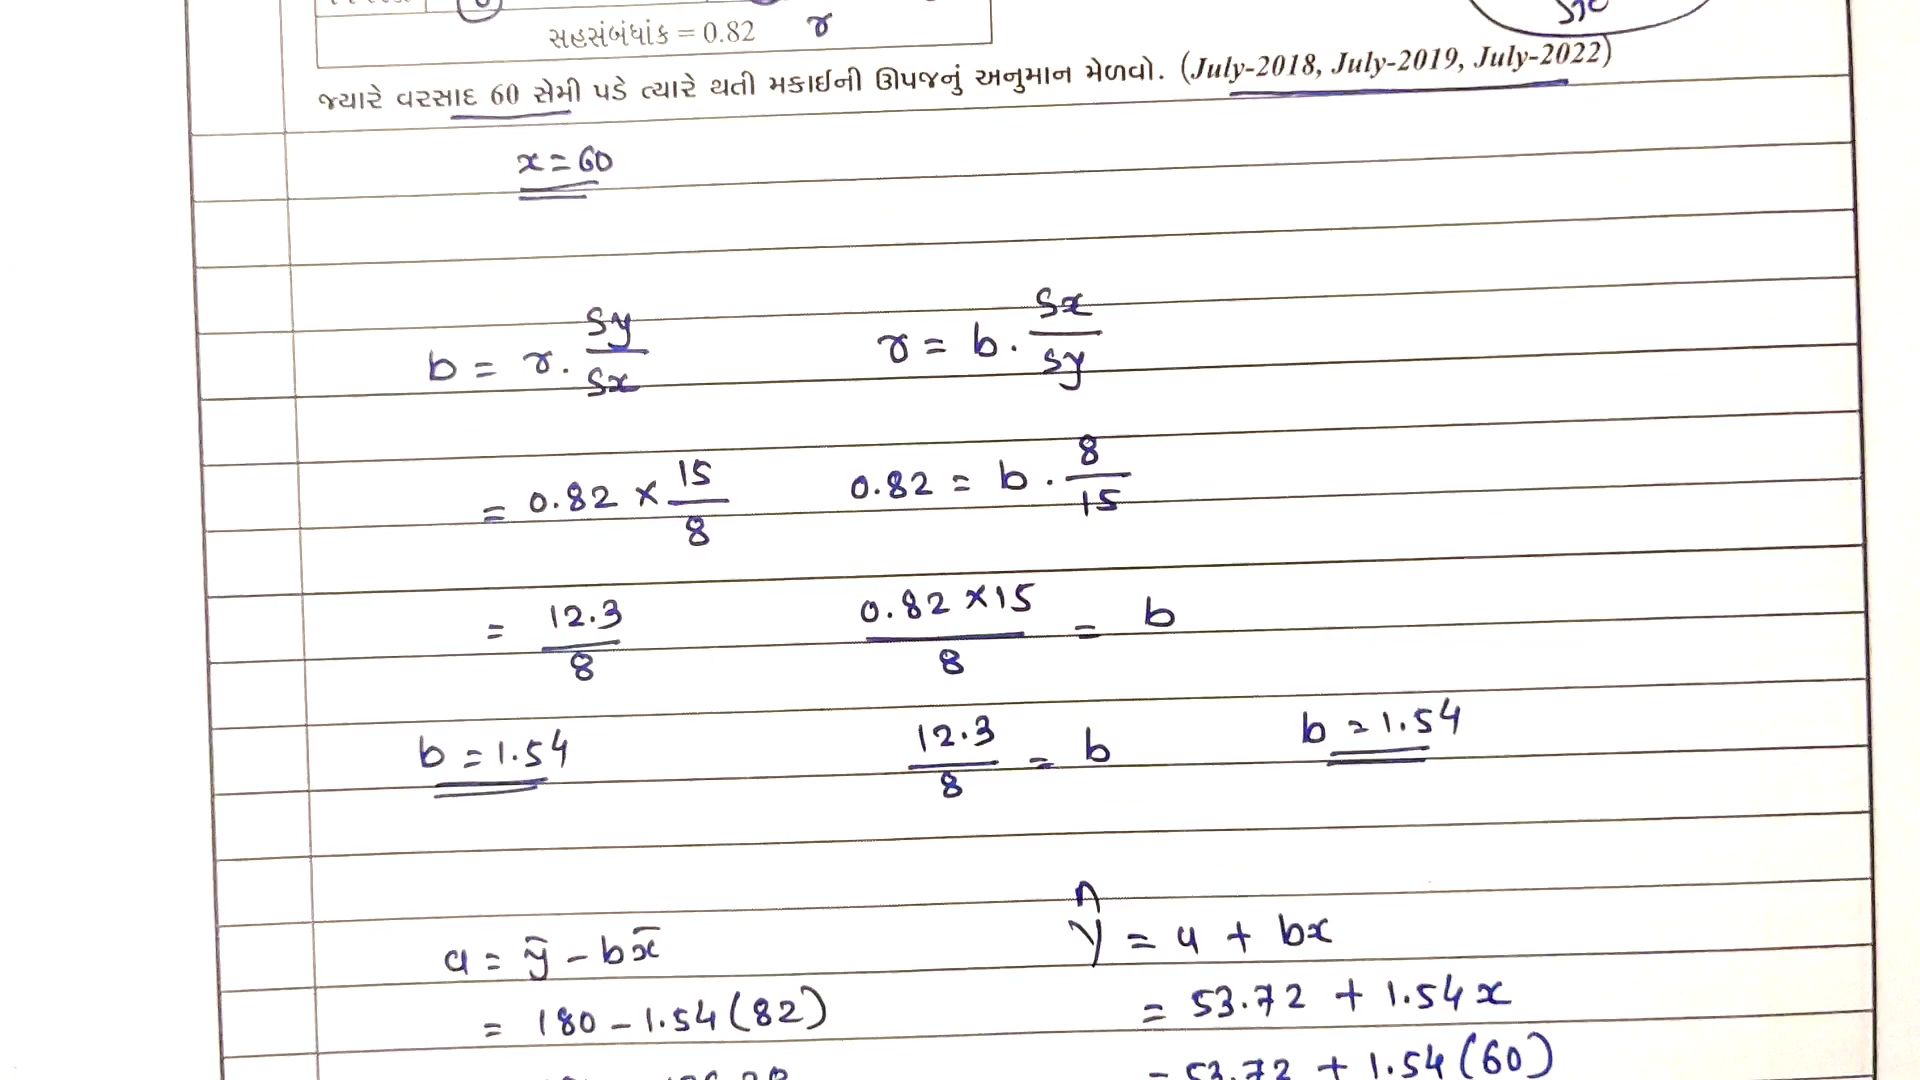 સહસંબંધાંક = 0.82 r
જ્યારે વરસાદ 60 સેમી પડે ત્યારે થતી મકાઈની ઊપજનું અનુમાન મેળવો. (July-2018, July-2019, July-2022)
x = 60
b = r. Sy/Sx r = b. Sx/Sy
= 0.82 × 15/8 0.82 = b. 8/15
= 12.3/8 0.82 × 15/8 = b
b = 1.54 12.3/8 = b b = 1.54
a = ȳ - bx̄ ŷ = a + bx
= 180 - 1.54 (82) = 53.72 + 1.54 x
= 53.72 + 1.54 (60)